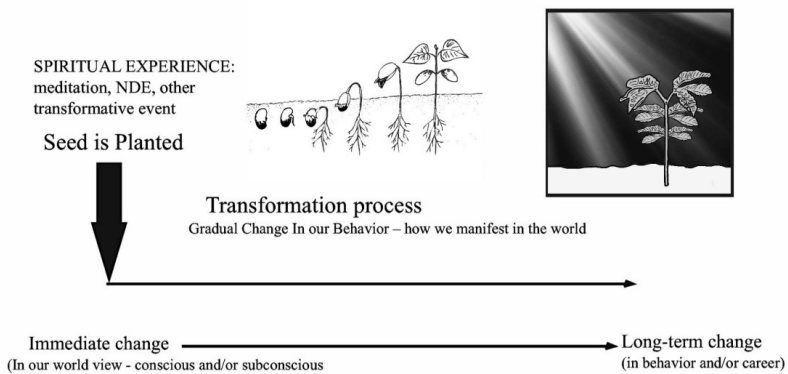 SPIRITUAL EXPERIENCE:
meditation, NDE, other
transformative event
Seed is Planted
Transformation process
Gradual Change In our Behavior – how we manifest in the world
Immediate change
(In our world view - conscious and/or subconscious
Long-term change
(in behavior and/or career)